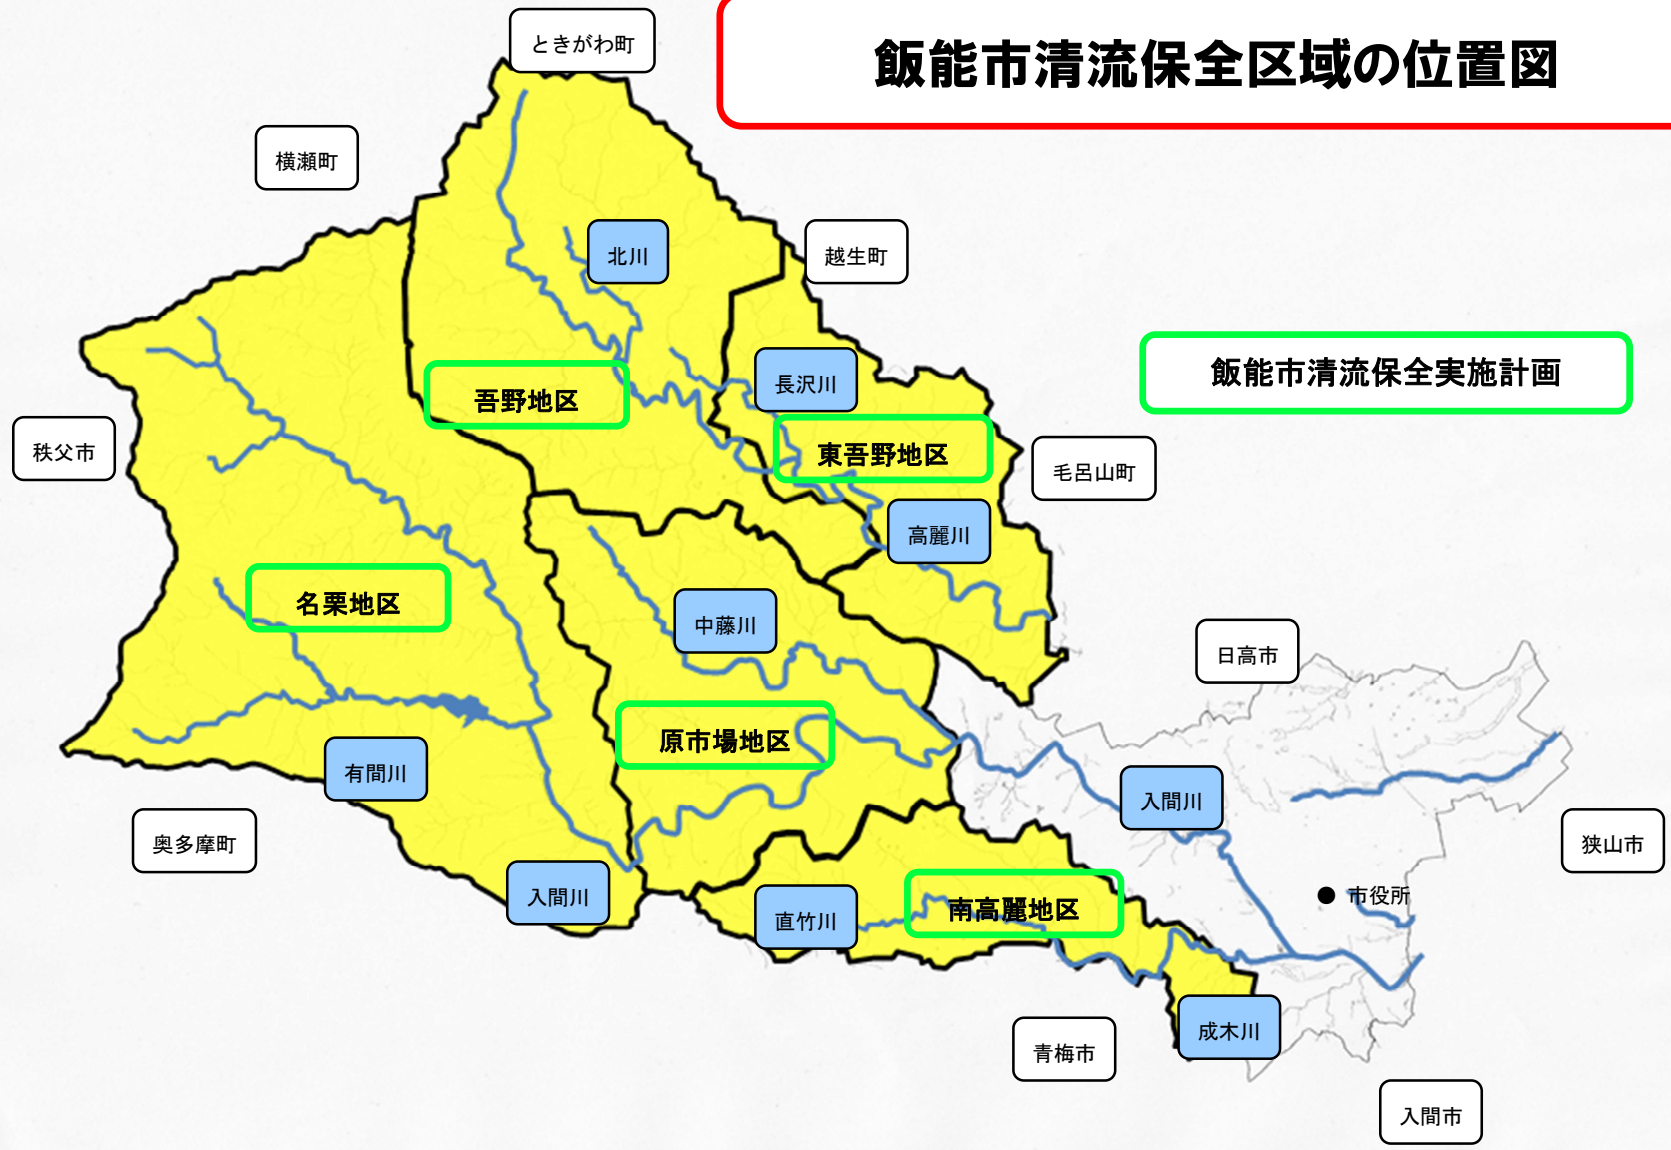 飯能市清流保全区域の位置図
ときがわ町
横瀬町
北川
越生町
飯能市清流保全実施計画
長沢川
吾野地区
秩父市
東吾野地区
毛呂山町
高麗川
名栗地区
中藤川
日高市
原市場地区
有間川
入間川
奥多摩町
狭山市
入間川
直竹川
南高麗地区
市役所
成木川
青梅市
入間市